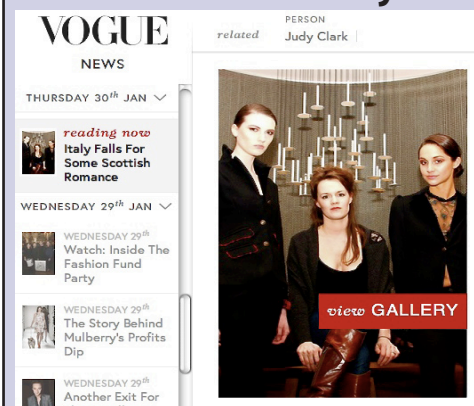 VOGUE
NEWS
THURSDAY 30th JAN
reading now
Italy Falls For
Some Scottish
Romance
WEDNESDAY 29th JAN
WEDNESDAY 29th
Watch: Inside The
Fashion Fund
Party
WEDNESDAY 29th
The Story Behind
Mulberry's Profits
Dip
WEDNESDAY 29th
Another Exit For
related
PERSON
Judy Clark
view GALLERY